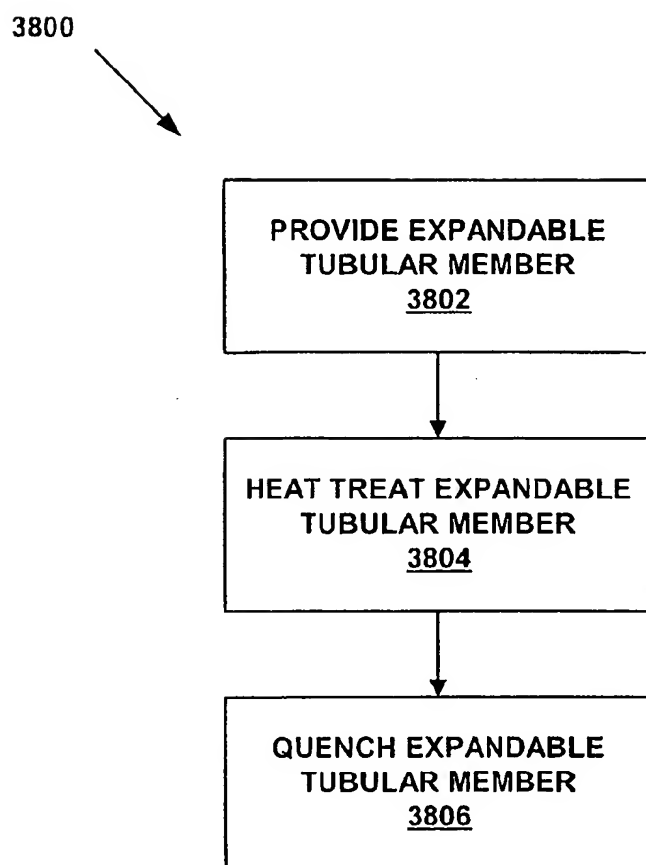 3800
PROVIDE EXPANDABLE
TUBULAR MEMBER
3802
HEAT TREAT EXPANDABLE
TUBULAR MEMBER
3804
QUENCH EXPANDABLE
TUBULAR MEMBER
3806